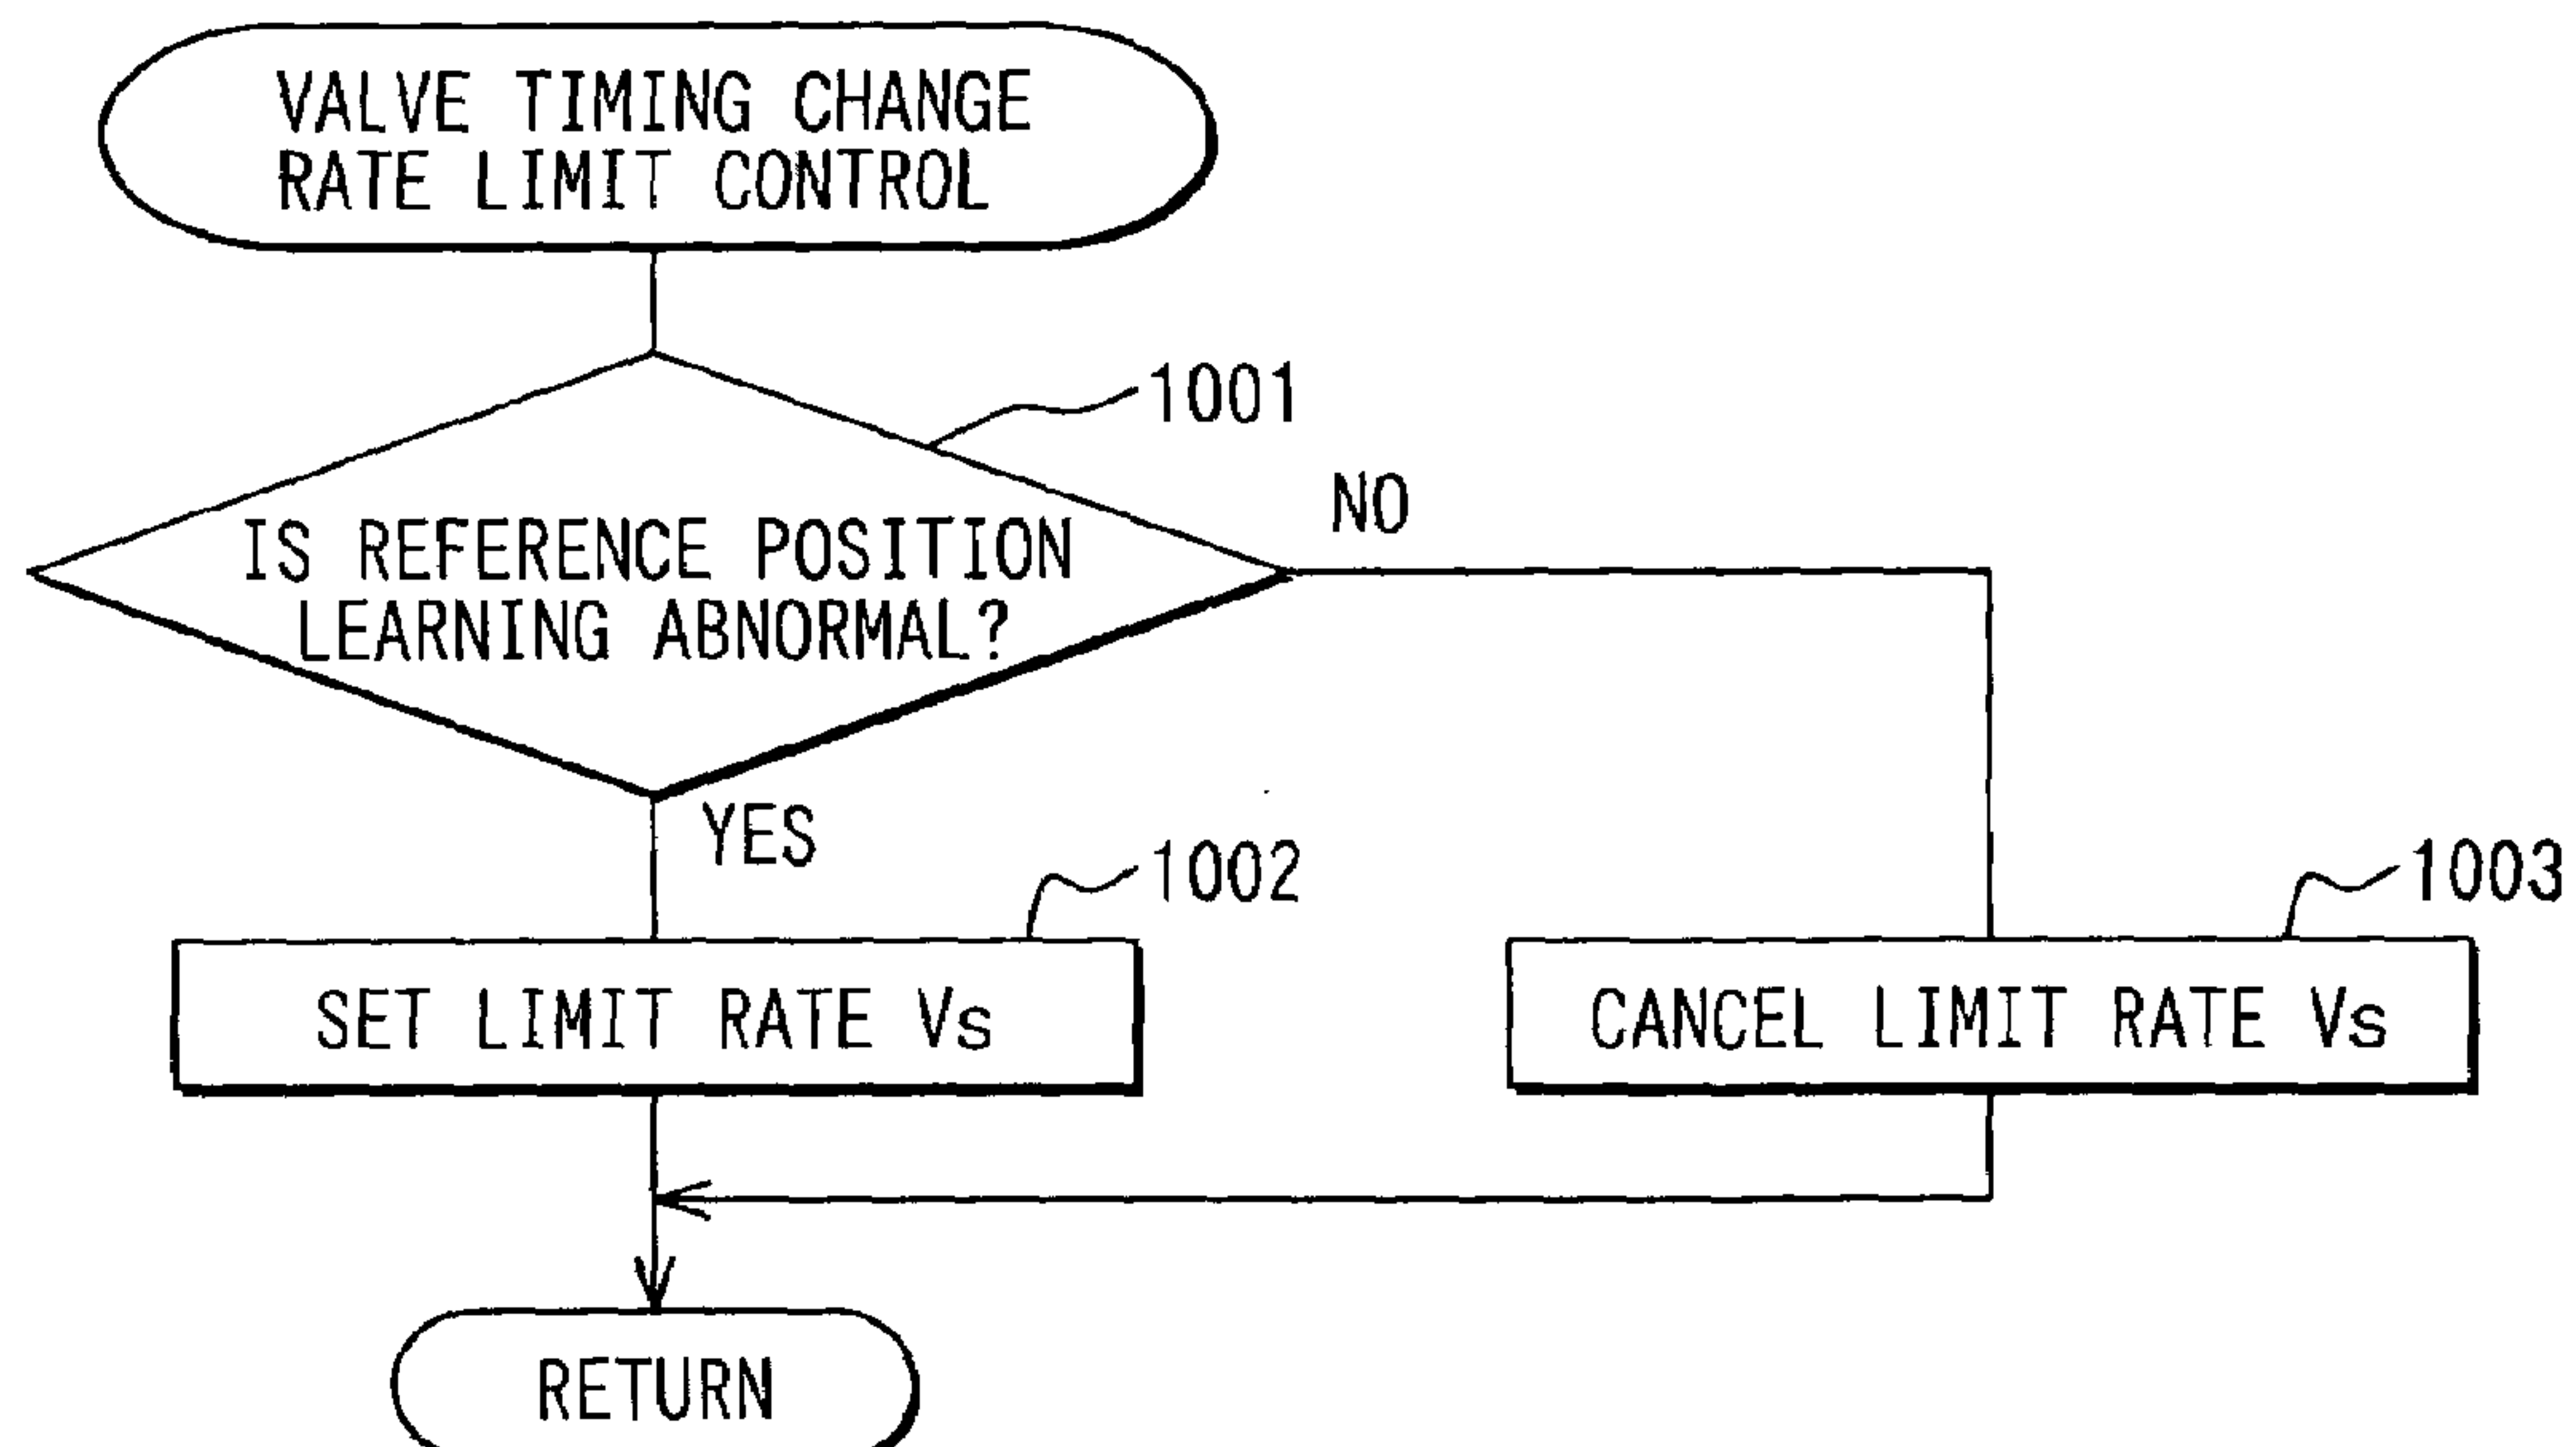 VALVE TIMING CHANGE
RATE LIMIT CONTROL
1001
NO
IS REFERENCE POSITION
LEARNING ABNORMAL?
YES
1002
1003
SET LIMIT RATE Vs
CANCEL LIMIT RATE Vs
RETURN